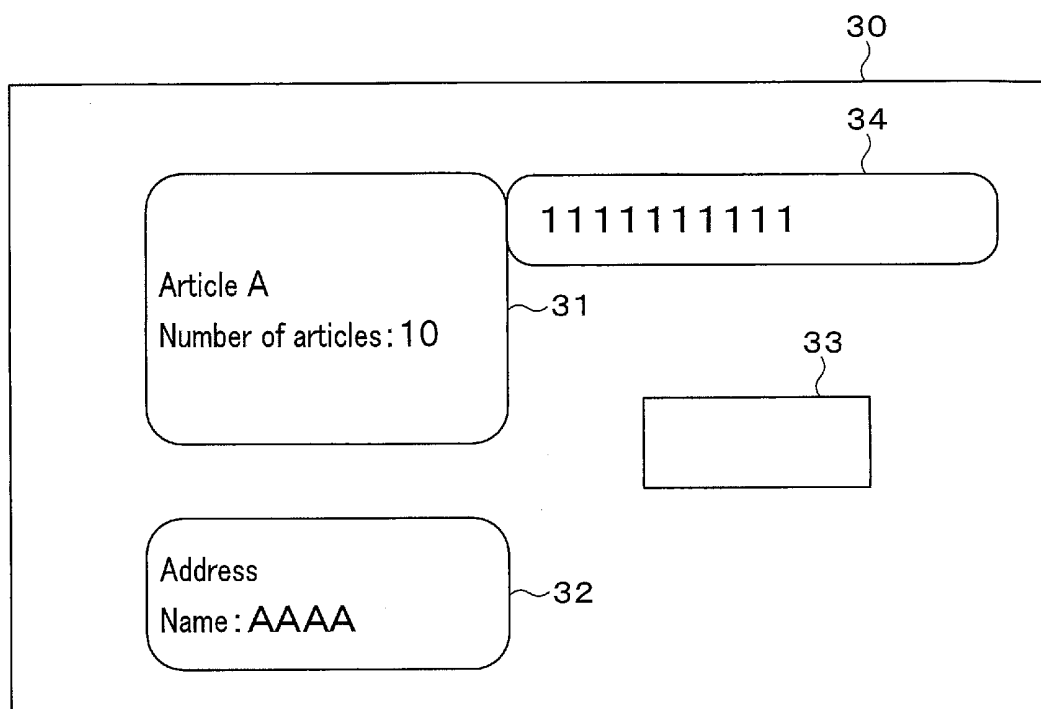 30
34
1111111111
Article A
Number of articles: 10
31
33
Address
Name: AAAA
32